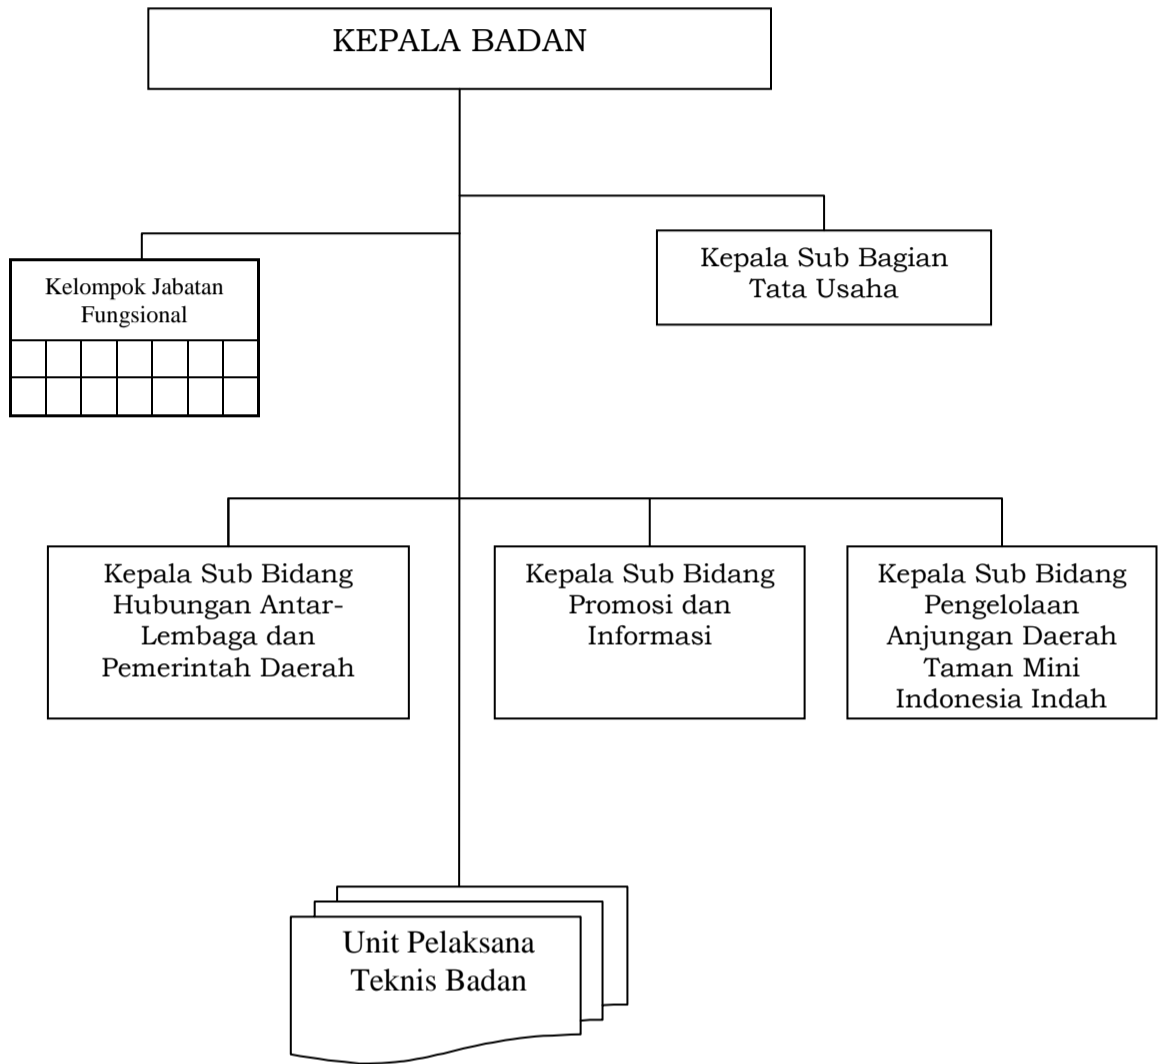 KEPALA BADAN
Kepala Sub Bagian
Tata Usaha
Kelompok Jabatan
Fungsional
Kepala Sub Bidang
Hubungan Antar-
Lembaga dan
Pemerintah Daerah
Kepala Sub Bidang
Promosi dan
Informasi
Kepala Sub Bidang
Pengelolaan
Anjungan Daerah
Taman Mini
Indonesia Indah
Unit Pelaksana
Teknis Badan